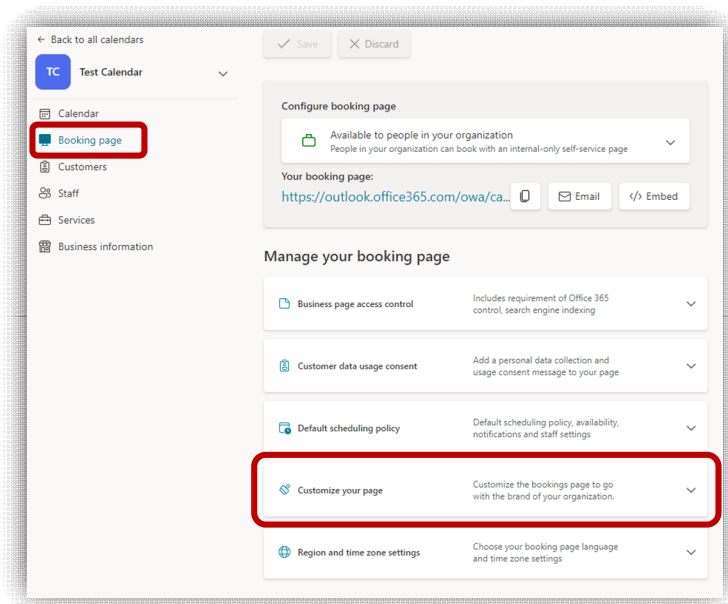 ← Back to all calendars
TC Test Calendar
Calendar
Booking page
Customers
Staff
Services
Business information
Save Discard
Configure booking page
Available to people in your organization
People in your organization can book with an internal-only self-service page
Your booking page:
https://outlook.office365.com/owa/ca... Email </> Embed
Manage your booking page
Business page access control
Includes requirement of Office 365
control, search engine indexing
Customer data usage consent
Add a personal data collection and
usage consent message to your page
Default scheduling policy
Default scheduling policy, availability,
notifications and staff settings
Customize your page
Customize the bookings page to go
with the brand of your organization.
Region and time zone settings
Choose your booking page language
and time zone settings